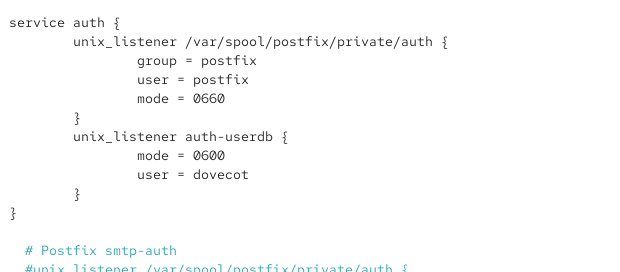 service auth {
        unix_listener /var/spool/postfix/private/auth {
                group = postfix
                user = postfix
                mode = 0660
        }
        unix_listener auth-userdb {
                mode = 0600
                user = dovecot
        }
}
  # Postfix smtp-auth
  #unix_listener /var/spool/postfix/private/auth {